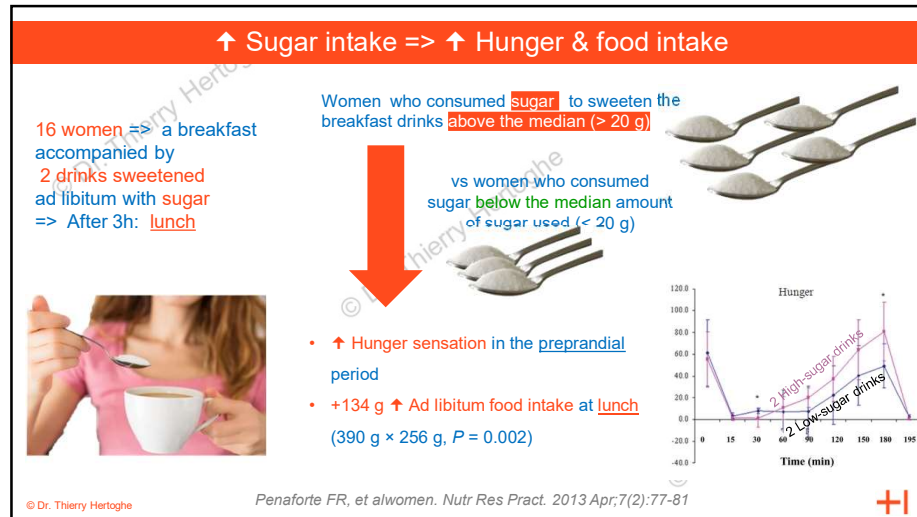 ↑ Sugar intake => ↑ Hunger & food intake
16 women => a breakfast
accompanied by
2 drinks sweetened
ad libitum with sugar
=> After 3h: lunch
Women who consumed sugar to sweeten the
breakfast drinks above the median (> 20 g)
vs women who consumed
sugar below the median amount
of sugar used (< 20 g)
• ↑ Hunger sensation in the preprandial
period
• +134 g ↑ Ad libitum food intake at lunch
(390 g × 256 g, P = 0.002)
Hunger
120.0
100.0
80.0
60.0
40.0
20.0
0.0
-20.0
-40.0
* *
2 High-sugar drinks
2 Low-sugar drinks
0 15 30 60 90 120 150 180 195
Time (min)
© Dr. Thierry Hertoghe
© Dr. Thierry Hertoghe
© Dr. Thierry Hertoghe
Penaforte FR, et alwomen. Nutr Res Pract. 2013 Apr;7(2):77-81